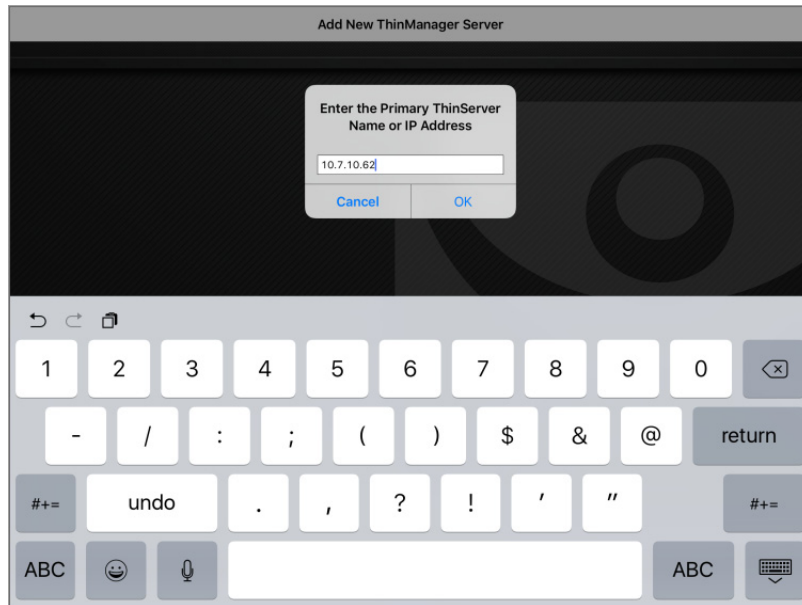 Add New ThinManager Server
Enter the Primary ThinServer
Name or IP Address
10.7.10.62
Cancel OK
1 2 3 4 5 6 7 8 9 0
- / : ; ( ) $ & @ return
#+= undo . , ? ! ' " #+=
ABC ABC